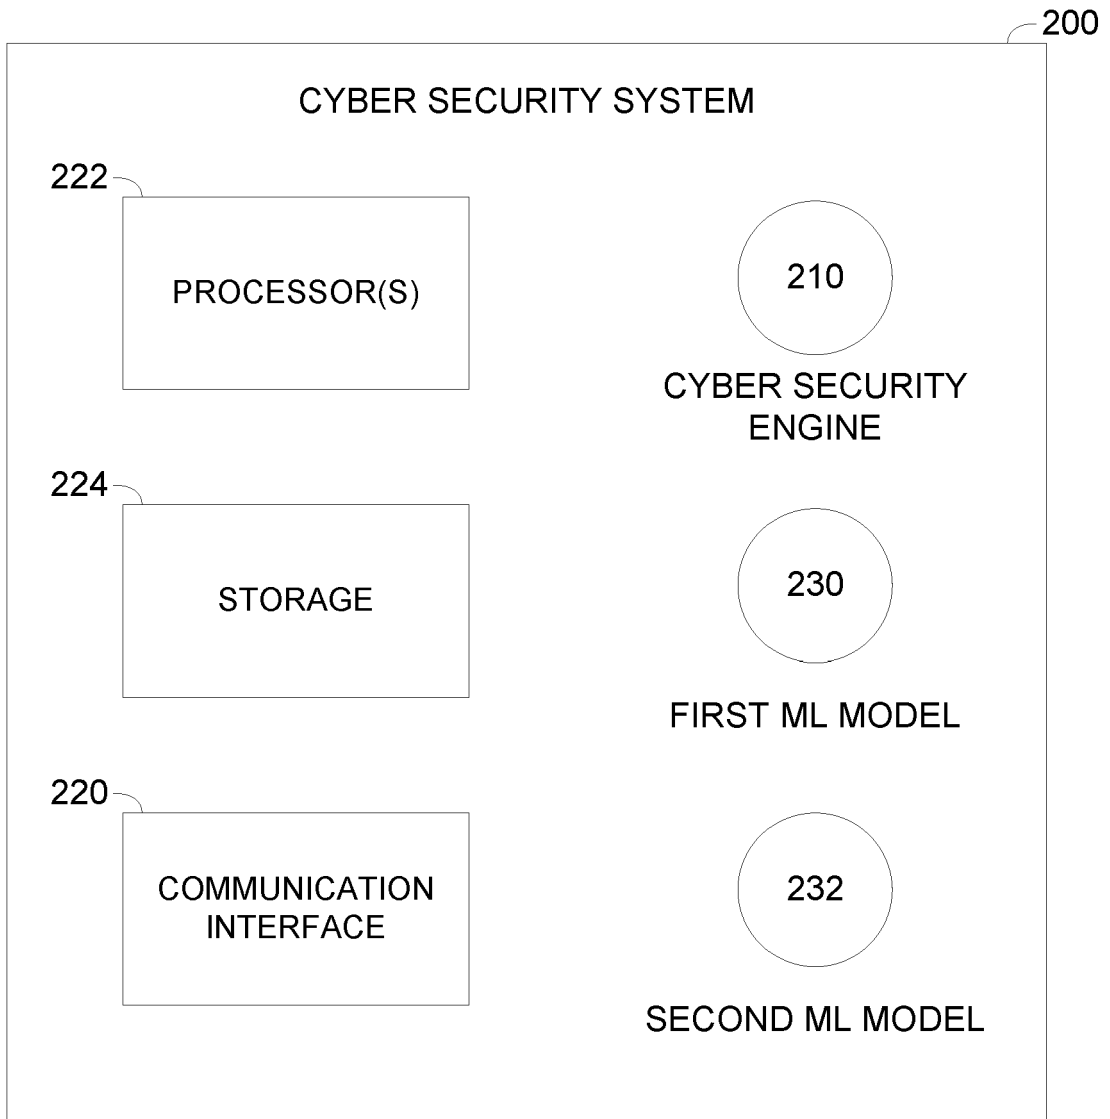 200
CYBER SECURITY SYSTEM
222
PROCESSOR(S)
210
CYBER SECURITY
ENGINE
224
STORAGE
230
FIRST ML MODEL
220
COMMUNICATION
INTERFACE
232
SECOND ML MODEL